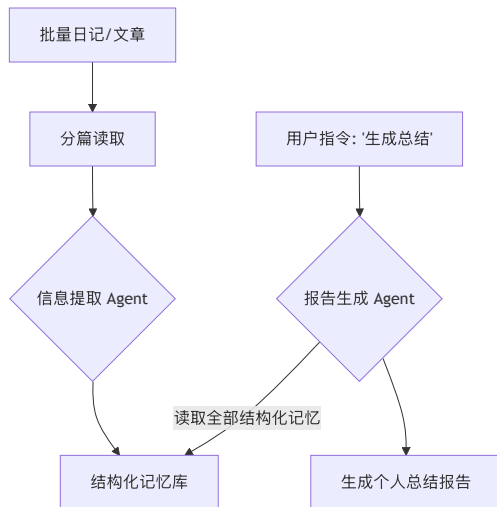 批量日记/文章
分篇读取
用户指令: '生成总结'
信息提取 Agent
报告生成 Agent
读取全部结构化记忆
结构化记忆库
生成个人总结报告